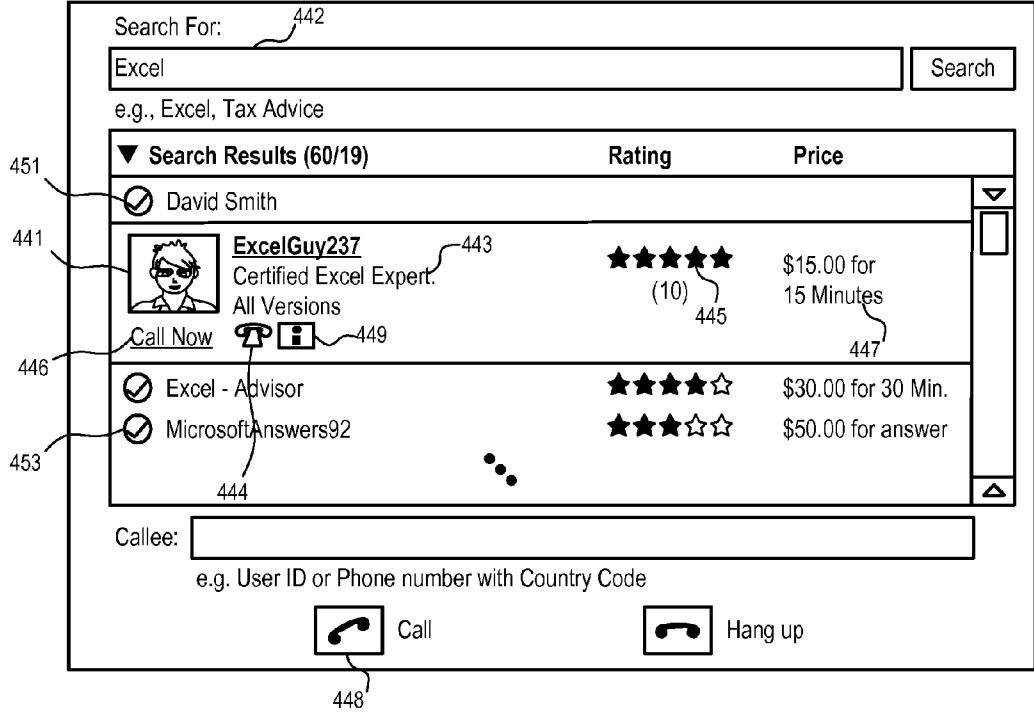 442
Search For:
Excel
Search
e.g., Excel, Tax Advice
Search Results (60/19) Rating Price
451
David Smith
441
ExcelGuy237
443
Certified Excel Expert.
All Versions
(10)
445
$15.00 for
15 Minutes
447
Call Now
449
446
Excel - Advisor $30.00 for 30 Min.
MicrosoftAnswers92 $50.00 for answer
453
444
Callee:
e.g. User ID or Phone number with Country Code
Call
Hang up
448